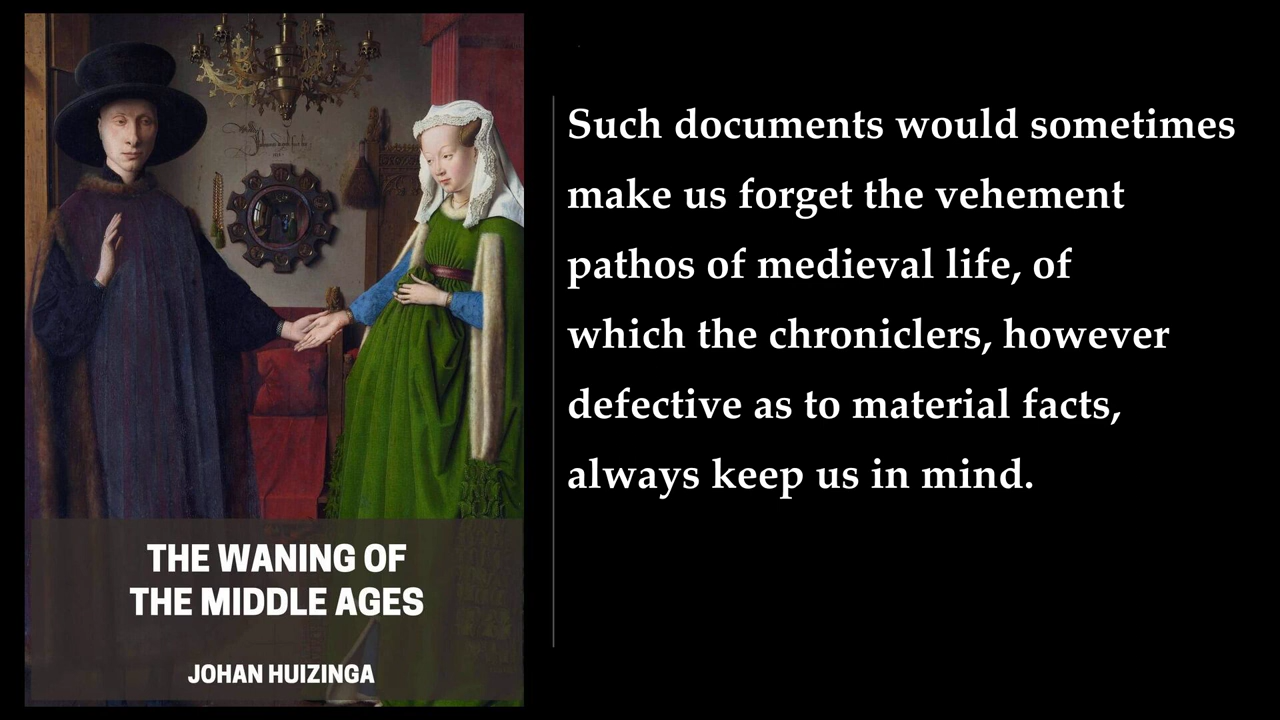 THE WANING OF
THE MIDDLE AGES
JOHAN HUIZINGA
Such documents would sometimes
make us forget the vehement
pathos of medieval life, of
which the chroniclers, however
defective as to material facts,
always keep us in mind.